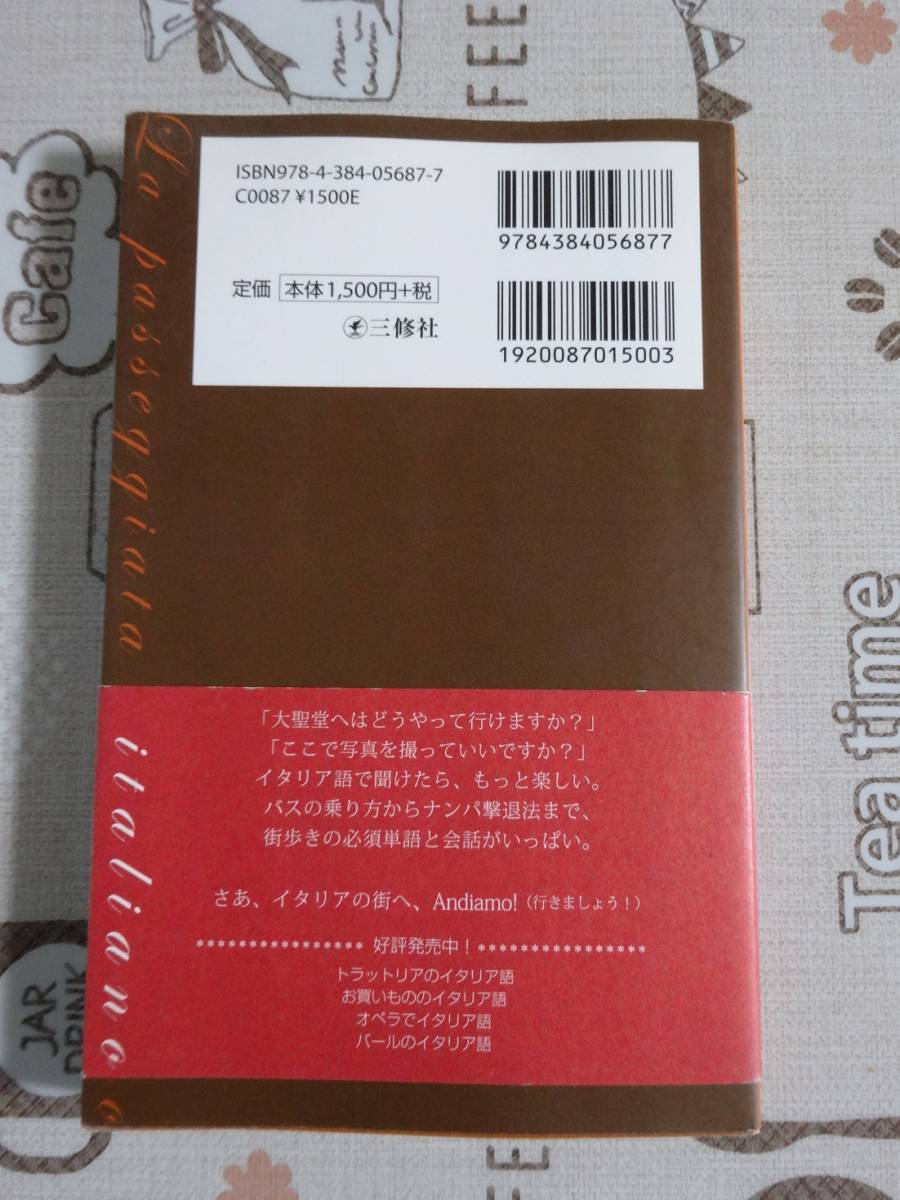 ISBN978-4-384-05687-7
C0087 ¥1500E
9784384056877
定価 本体1,500円+税
三修社
1920087015003
La passeggiata italiano
「大聖堂へはどうやって行けますか？」
「ここで写真を撮っていいですか？」
イタリア語で聞けたら、もっと楽しい。
バスの乗り方からナンパ撃退法まで、
街歩きの必須単語と会話がいっぱい。
さあ、イタリアの街へ、Andiamo!（行きましょう！）
**************** 好評発売中！****************
トラットリアのイタリア語
お買いもののイタリア語
オペラでイタリア語
バールのイタリア語
Cafe
FEE
Tea time
JAR
DRINK
FEE